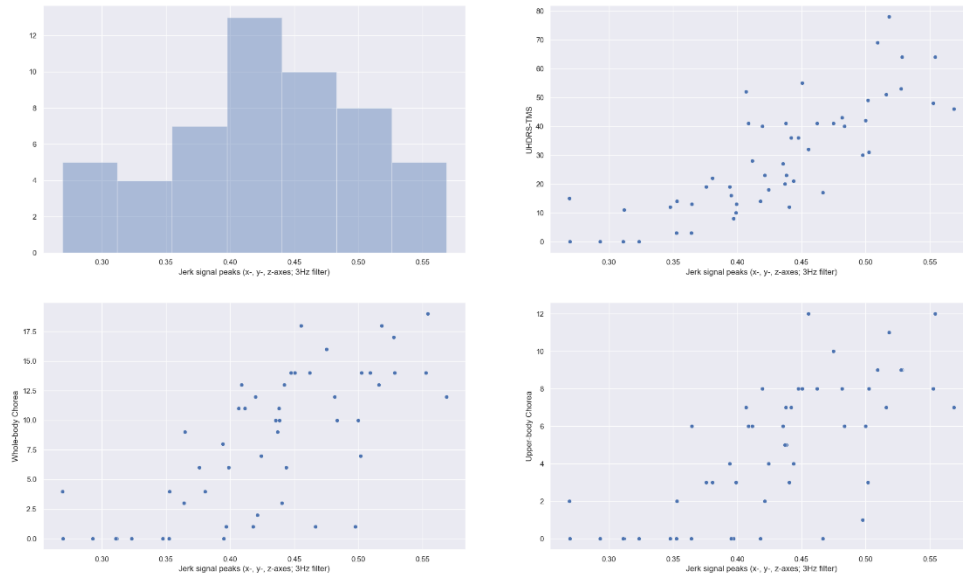 12
10
8
6
4
2
0
0.30 0.35 0.40 0.45 0.50 0.55
Jerk signal peaks (x-, y-, z-axes; 3Hz filter)
UHDRS-TMS
80
70
60
50
40
30
20
10
0
0.30 0.35 0.40 0.45 0.50 0.55
Jerk signal peaks (x-, y-, z-axes; 3Hz filter)
Whole-body Chorea
17.5
15.0
12.5
10.0
7.5
5.0
2.5
0.0
0.30 0.35 0.40 0.45 0.50 0.55
Jerk signal peaks (x-, y-, z-axes; 3Hz filter)
Upper-body Chorea
12
10
8
6
4
2
0
0.30 0.35 0.40 0.45 0.50 0.55
Jerk signal peaks (x-, y-, z-axes; 3Hz filter)